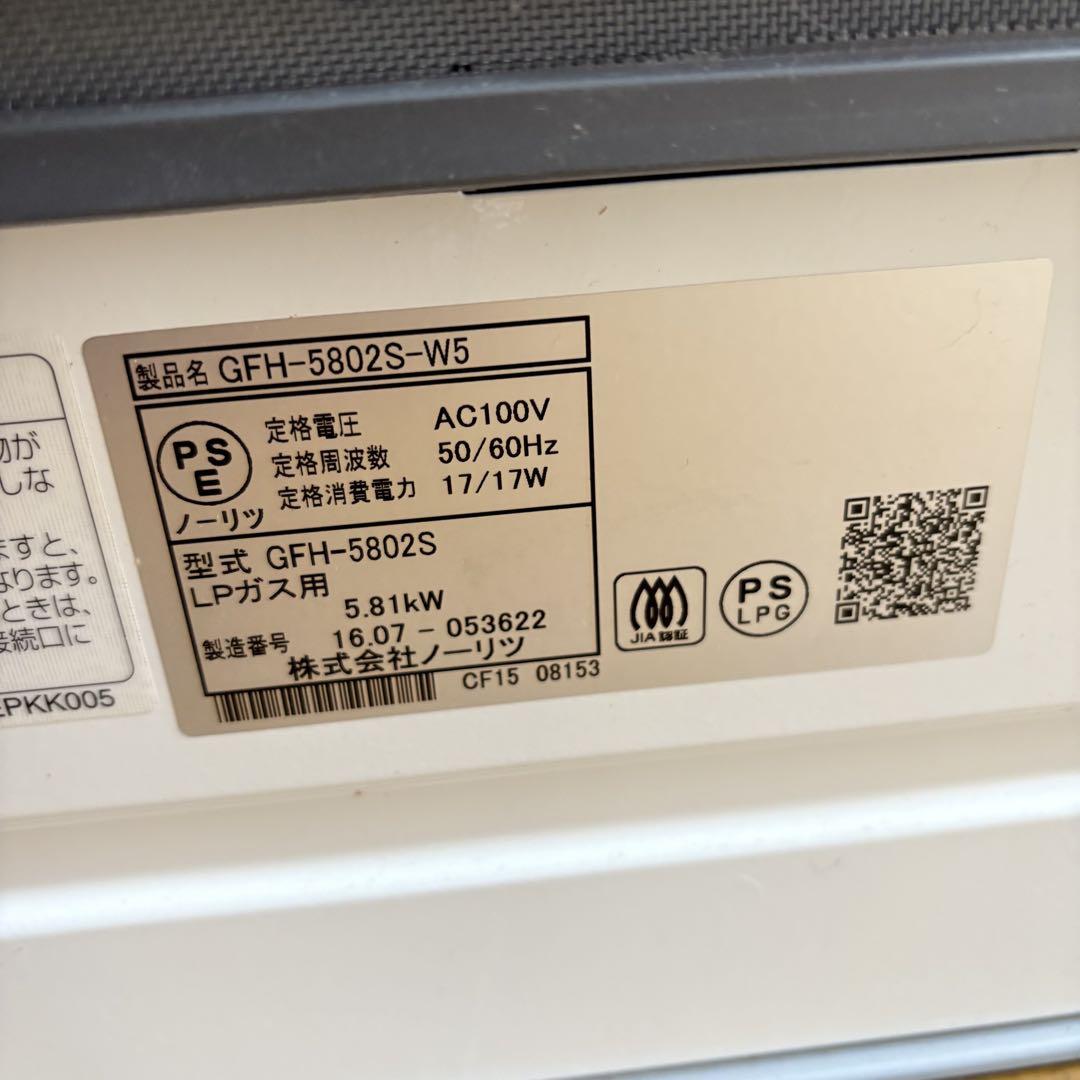 製品名 GFH-5802S-W5
PS
E
ノーリツ
定格電圧 AC100V
定格周波数 50/60Hz
定格消費電力 17/17W
型式 GFH-5802S
LPガス用
5.81kW
製造番号 16.07 - 053622
株式会社ノーリツ
CF15 08153
JIA 認証
PS
LPG
物が
しな
ますと、
なります。
ときは、
接続口に
EPKK005